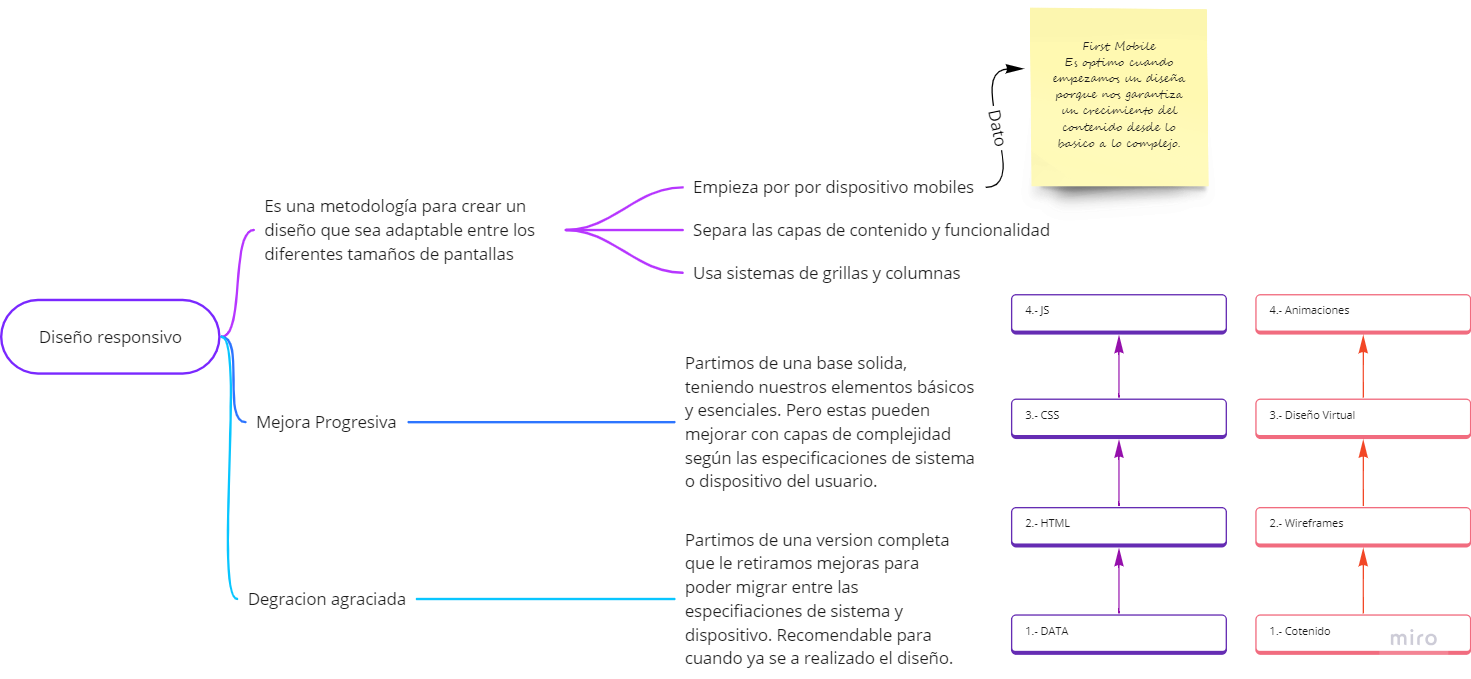 First Mobile
Es optimo cuando
empezamos un diseña
porque nos garantiza
un crecimiento del
contenido desde lo
basico a lo complejo.
Dato
Empieza por por dispositivo mobiles
Es una metodología para crear un
diseño que sea adaptable entre los
diferentes tamaños de pantallas
Separa las capas de contenido y funcionalidad
Usa sistemas de grillas y columnas
Diseño responsivo
Mejora Progresiva
Partimos de una base solida,
teniendo nuestros elementos básicos
y esenciales. Pero estas pueden
mejorar con capas de complejidad
según las especificaciones de sistema
o dispositivo del usuario.
Degracion agraciada
Partimos de una version completa
que le retiramos mejoras para
poder migrar entre las
especifiaciones de sistema y
dispositivo. Recomendable para
cuando ya se a realizado el diseño.
4.- JS
3.- CSS
2.- HTML
1.- DATA
4.- Animaciones
3.- Diseño Virtual
2.- Wireframes
1.- Cotenido
miro